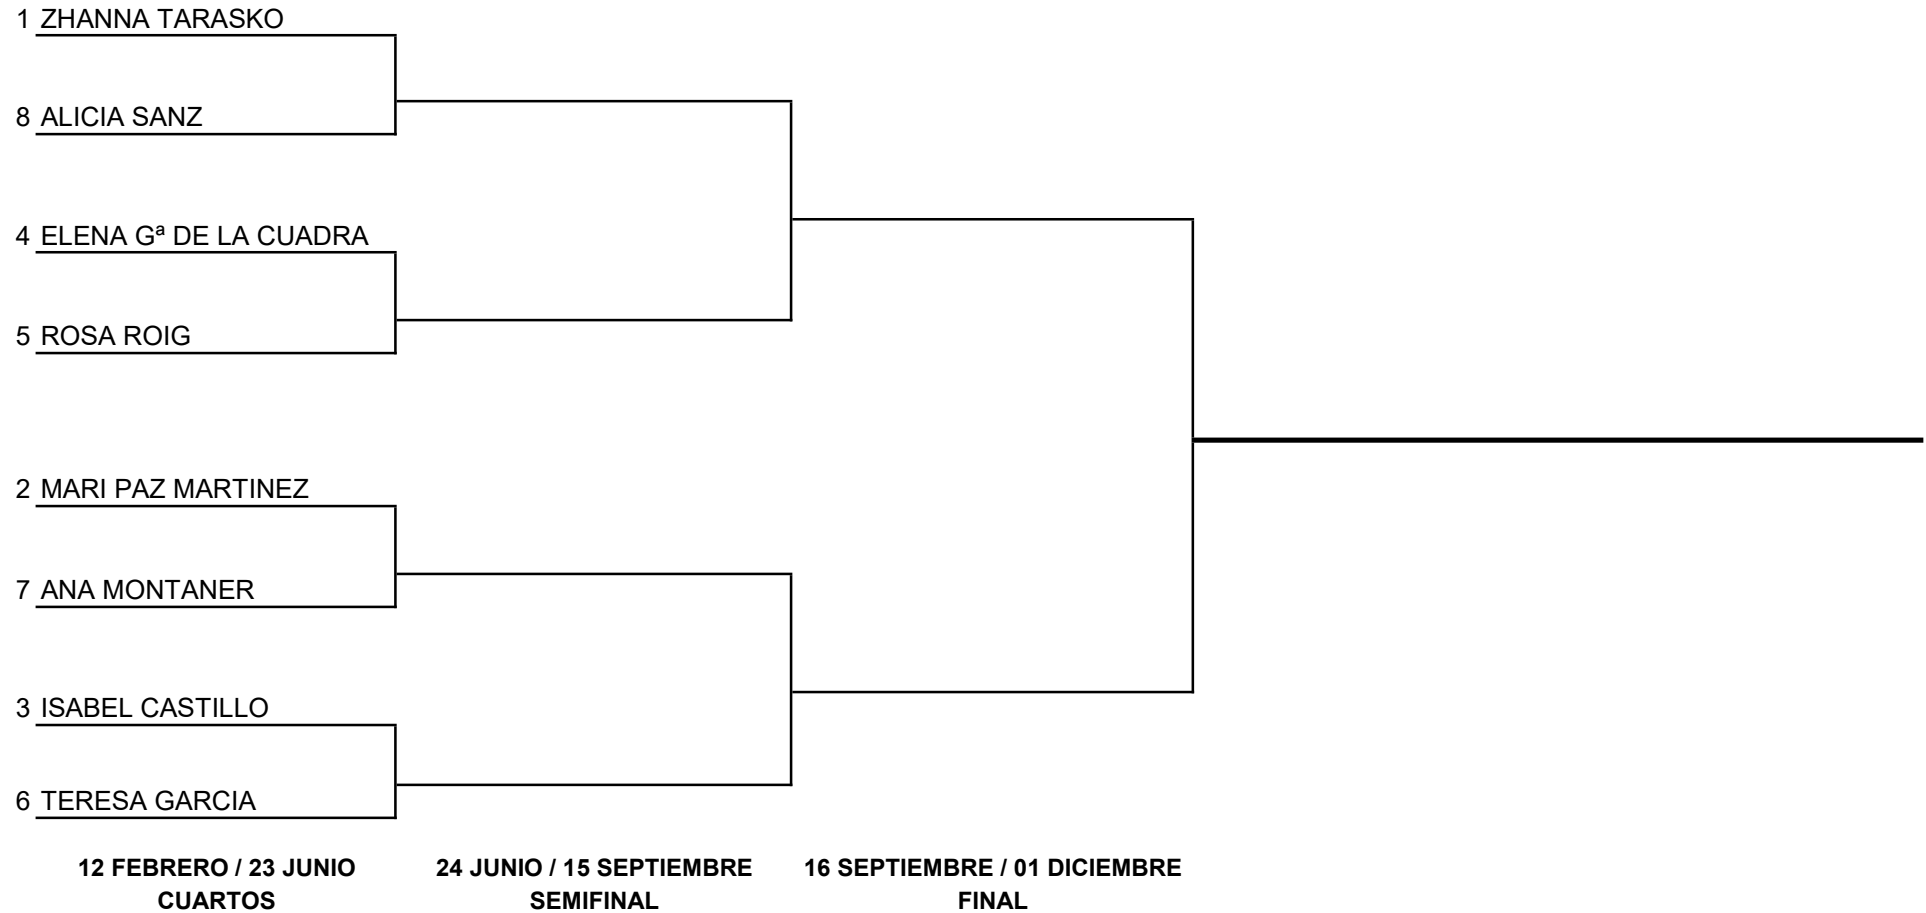 1 ZHANNA TARASKO
8 ALICIA SANZ
4 ELENA Gª DE LA CUADRA
5 ROSA ROIG
2 MARI PAZ MARTINEZ
7 ANA MONTANER
3 ISABEL CASTILLO
6 TERESA GARCIA
12 FEBRERO / 23 JUNIO
CUARTOS
24 JUNIO / 15 SEPTIEMBRE
SEMIFINAL
16 SEPTIEMBRE / 01 DICIEMBRE
FINAL